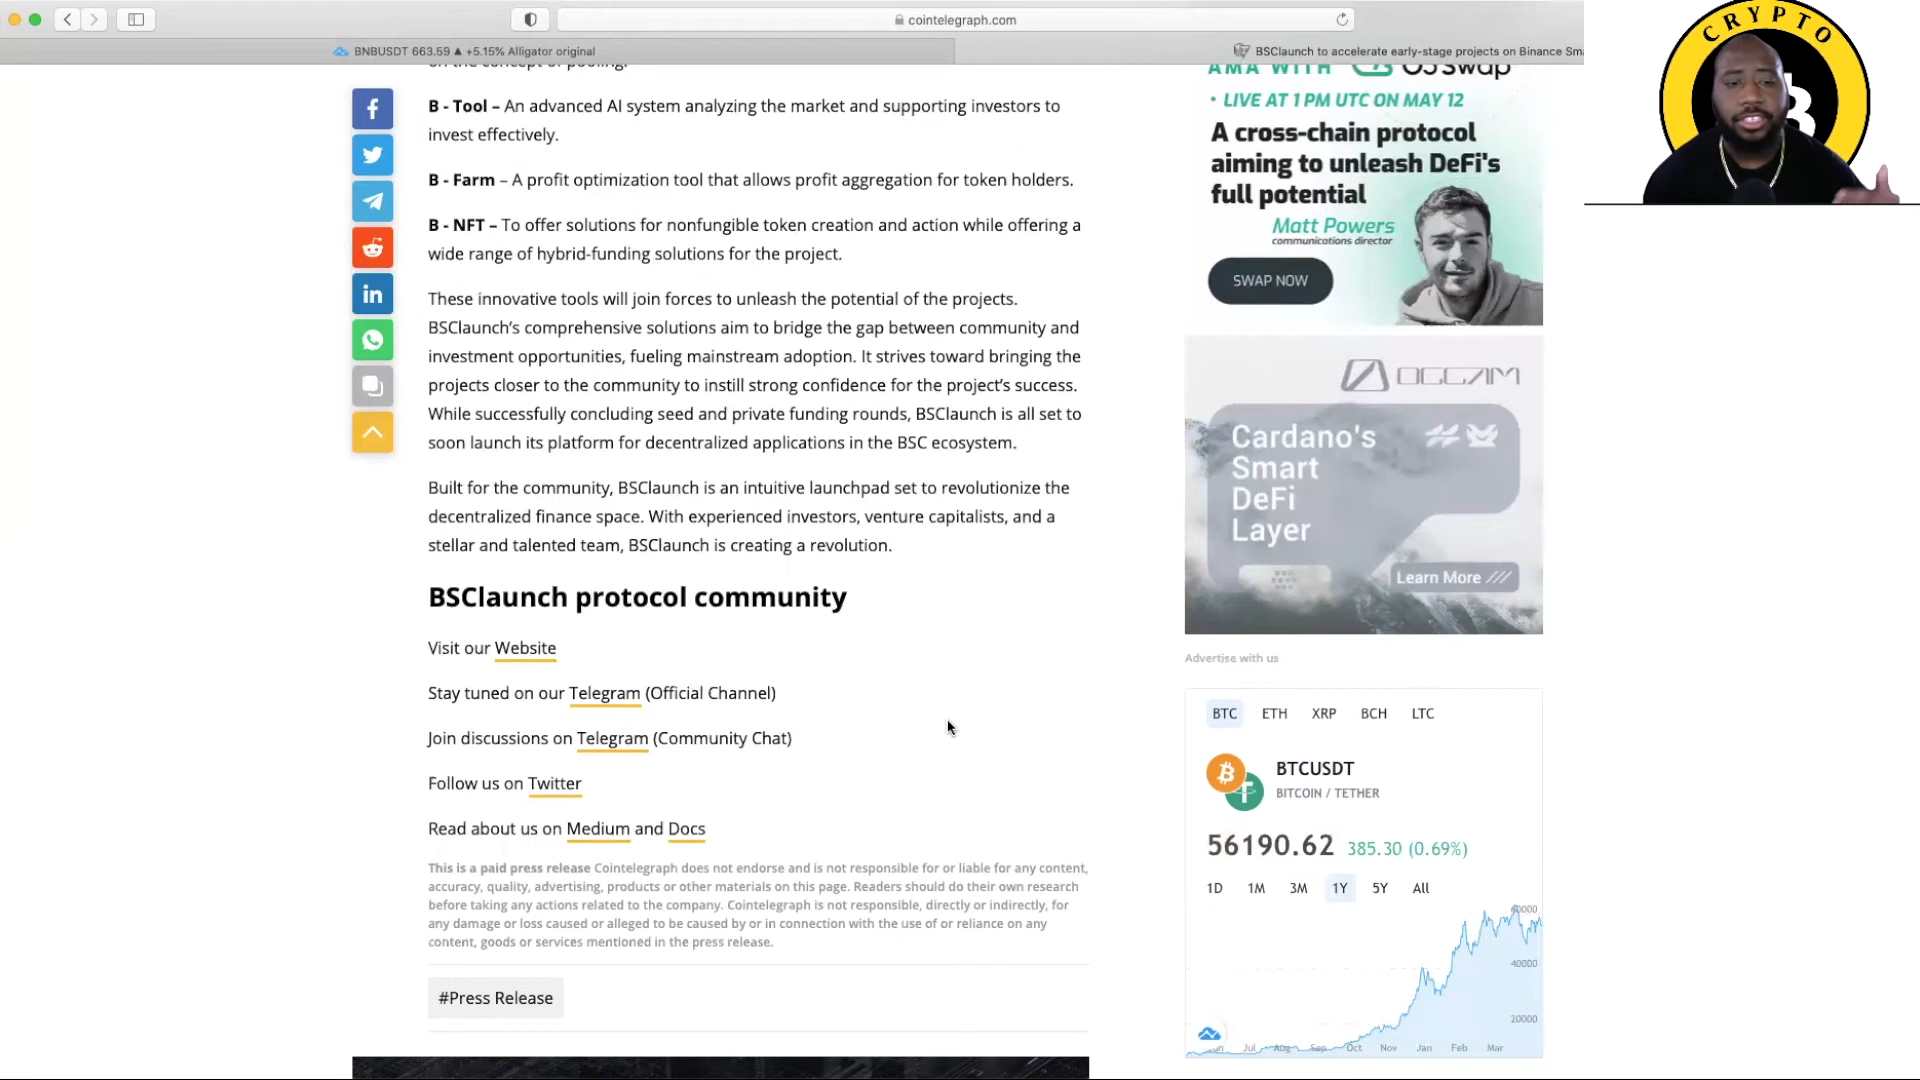 cointelegraph.com
BNBUSDT 663.59 ▲ +5.15% Alligator original
BSClaunch to accelerate early-stage projects on Binance Sma
CRYPTO
B
on the concept of pooling.
B - Tool – An advanced AI system analyzing the market and supporting investors to
invest effectively.
B - Farm – A profit optimization tool that allows profit aggregation for token holders.
B - NFT – To offer solutions for nonfungible token creation and action while offering a
wide range of hybrid-funding solutions for the project.
These innovative tools will join forces to unleash the potential of the projects.
BSClaunch’s comprehensive solutions aim to bridge the gap between community and
investment opportunities, fueling mainstream adoption. It strives toward bringing the
projects closer to the community to instill strong confidence for the project’s success.
While successfully concluding seed and private funding rounds, BSClaunch is all set to
soon launch its platform for decentralized applications in the BSC ecosystem.
Built for the community, BSClaunch is an intuitive launchpad set to revolutionize the
decentralized finance space. With experienced investors, venture capitalists, and a
stellar and talented team, BSClaunch is creating a revolution.
BSClaunch protocol community
Visit our Website
Stay tuned on our Telegram (Official Channel)
Join discussions on Telegram (Community Chat)
Follow us on Twitter
Read about us on Medium and Docs
This is a paid press release Cointelegraph does not endorse and is not responsible for or liable for any content,
accuracy, quality, advertising, products or other materials on this page. Readers should do their own research
before taking any actions related to the company. Cointelegraph is not responsible, directly or indirectly, for
any damage or loss caused or alleged to be caused by or in connection with the use of or reliance on any
content, goods or services mentioned in the press release.
#Press Release
AMA WITH O3 Swap
• LIVE AT 1 PM UTC ON MAY 12
A cross-chain protocol
aiming to unleash DeFi's
full potential
Matt Powers
communications director
SWAP NOW
OCCAM
Cardano's
Smart
DeFi
Layer
Learn More ///
Advertise with us
BTC ETH XRP BCH LTC
BTCUSDT
BITCOIN / TETHER
56190.62 385.30 (0.69%)
1D 1M 3M 1Y 5Y All
60000
40000
20000
Jun Jul Aug Sep Oct Nov Jan Feb Mar